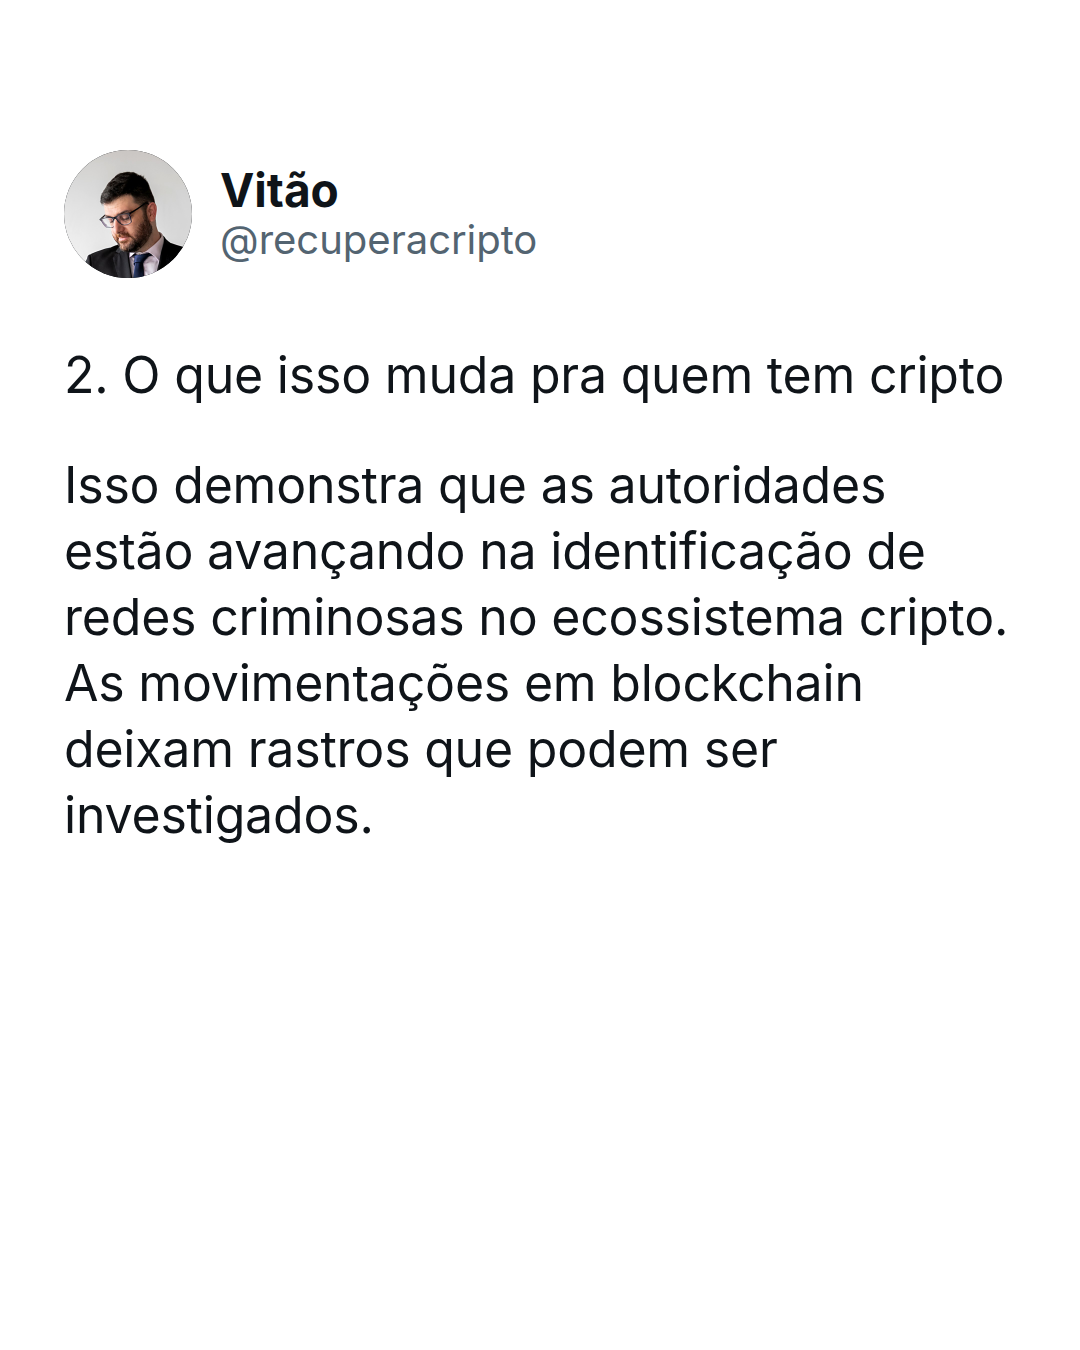 Vitão
@recuperacripto
2. O que isso muda pra quem tem cripto
Isso demonstra que as autoridades
estão avançando na identificação de
redes criminosas no ecossistema cripto.
As movimentações em blockchain
deixam rastros que podem ser
investigados.